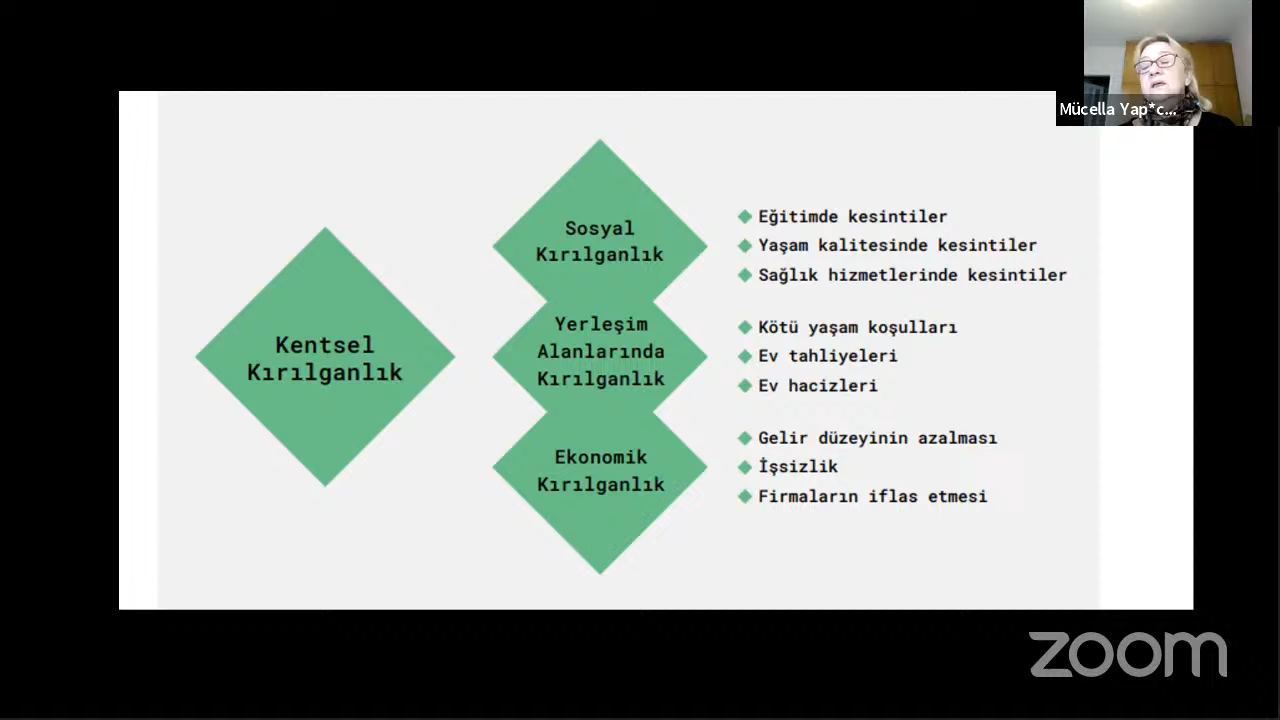 Mücella Yap*c...
Kentsel
Kırılganlık
Sosyal
Kırılganlık
Eğitimde kesintiler
Yaşam kalitesinde kesintiler
Sağlık hizmetlerinde kesintiler
Yerleşim
Alanlarında
Kırılganlık
Kötü yaşam koşulları
Ev tahliyeleri
Ev hacizleri
Ekonomik
Kırılganlık
Gelir düzeyinin azalması
İşsizlik
Firmaların iflas etmesi
zoom